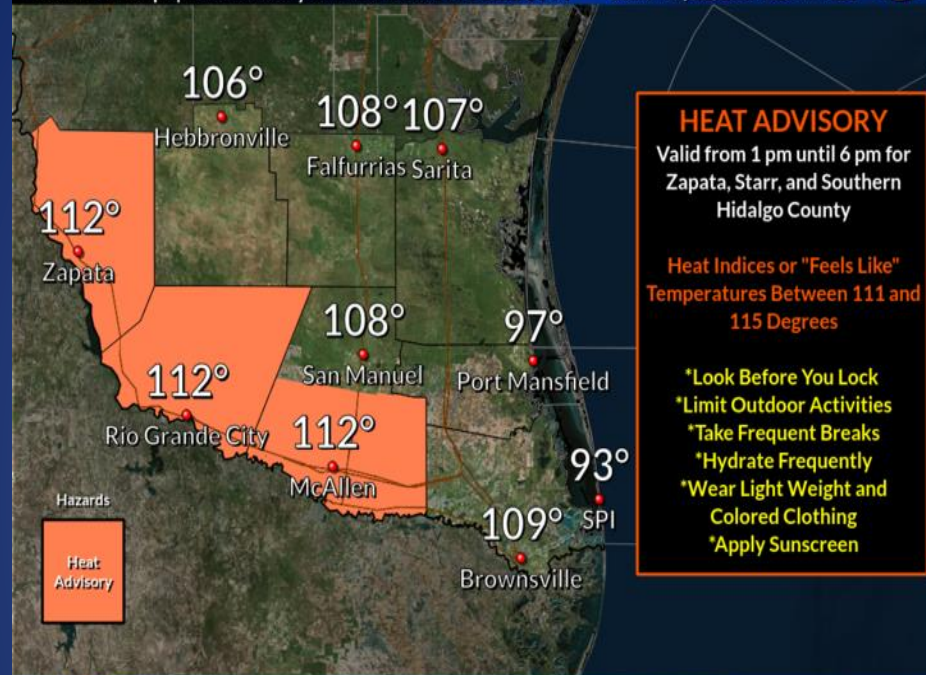 106°
Hebbronville
108°
Falfurrias
107°
Sarita
112°
Zapata
108°
San Manuel
97°
Port Mansfield
112°
Rio Grande City
112°
McAllen
93°
SPI
109°
Brownsville
Hazards
Heat
Advisory
HEAT ADVISORY
Valid from 1 pm until 6 pm for
Zapata, Starr, and Southern
Hidalgo County
Heat Indices or "Feels Like"
Temperatures Between 111 and
115 Degrees
*Look Before You Lock
*Limit Outdoor Activities
*Take Frequent Breaks
*Hydrate Frequently
*Wear Light Weight and
Colored Clothing
*Apply Sunscreen